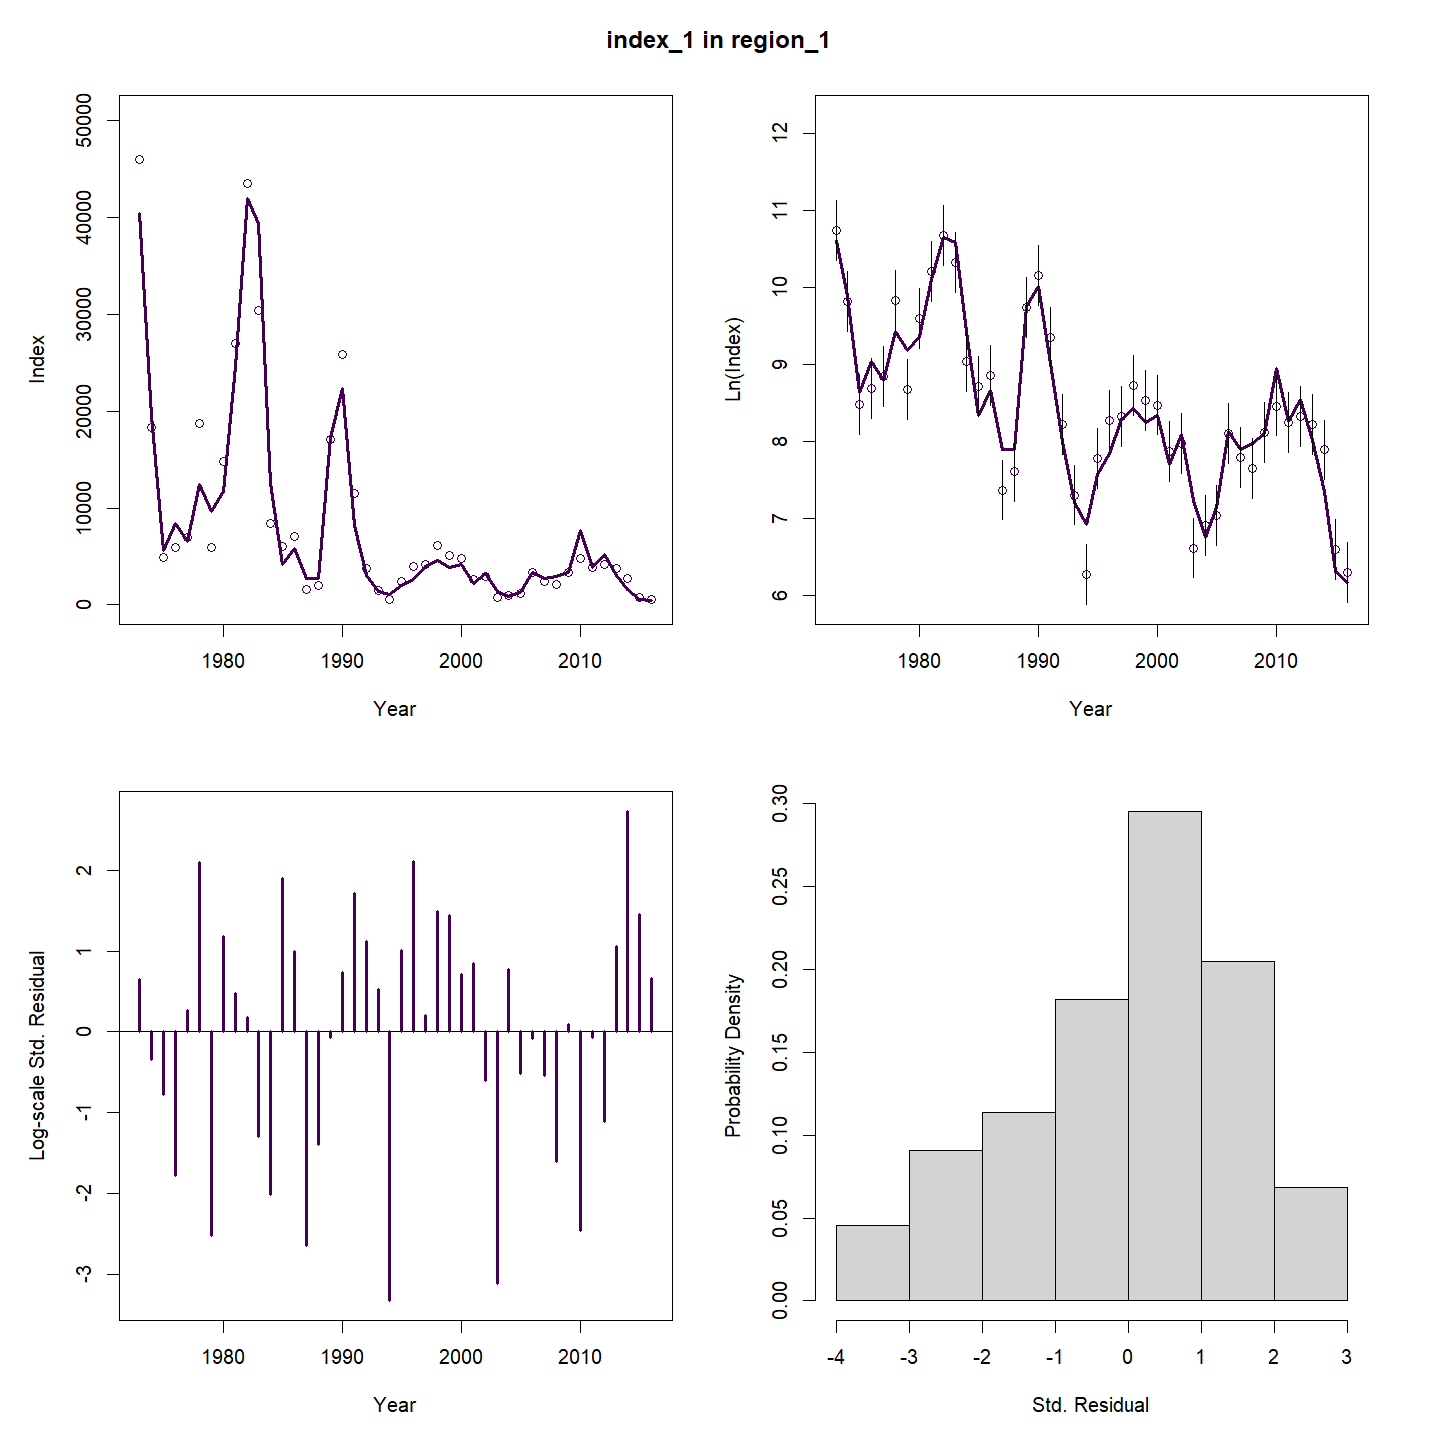 index_1 in region_1
50000
40000
30000
20000
10000
0
Index
1980 1990 2000 2010
Year
12
11
10
9
8
7
6
Ln(Index)
1980 1990 2000 2010
Year
2
1
0
-1
-2
-3
Log-scale Std. Residual
1980 1990 2000 2010
Year
0.30
0.25
0.20
0.15
0.10
0.05
0.00
Probability Density
-4 -3 -2 -1 0 1 2 3
Std. Residual